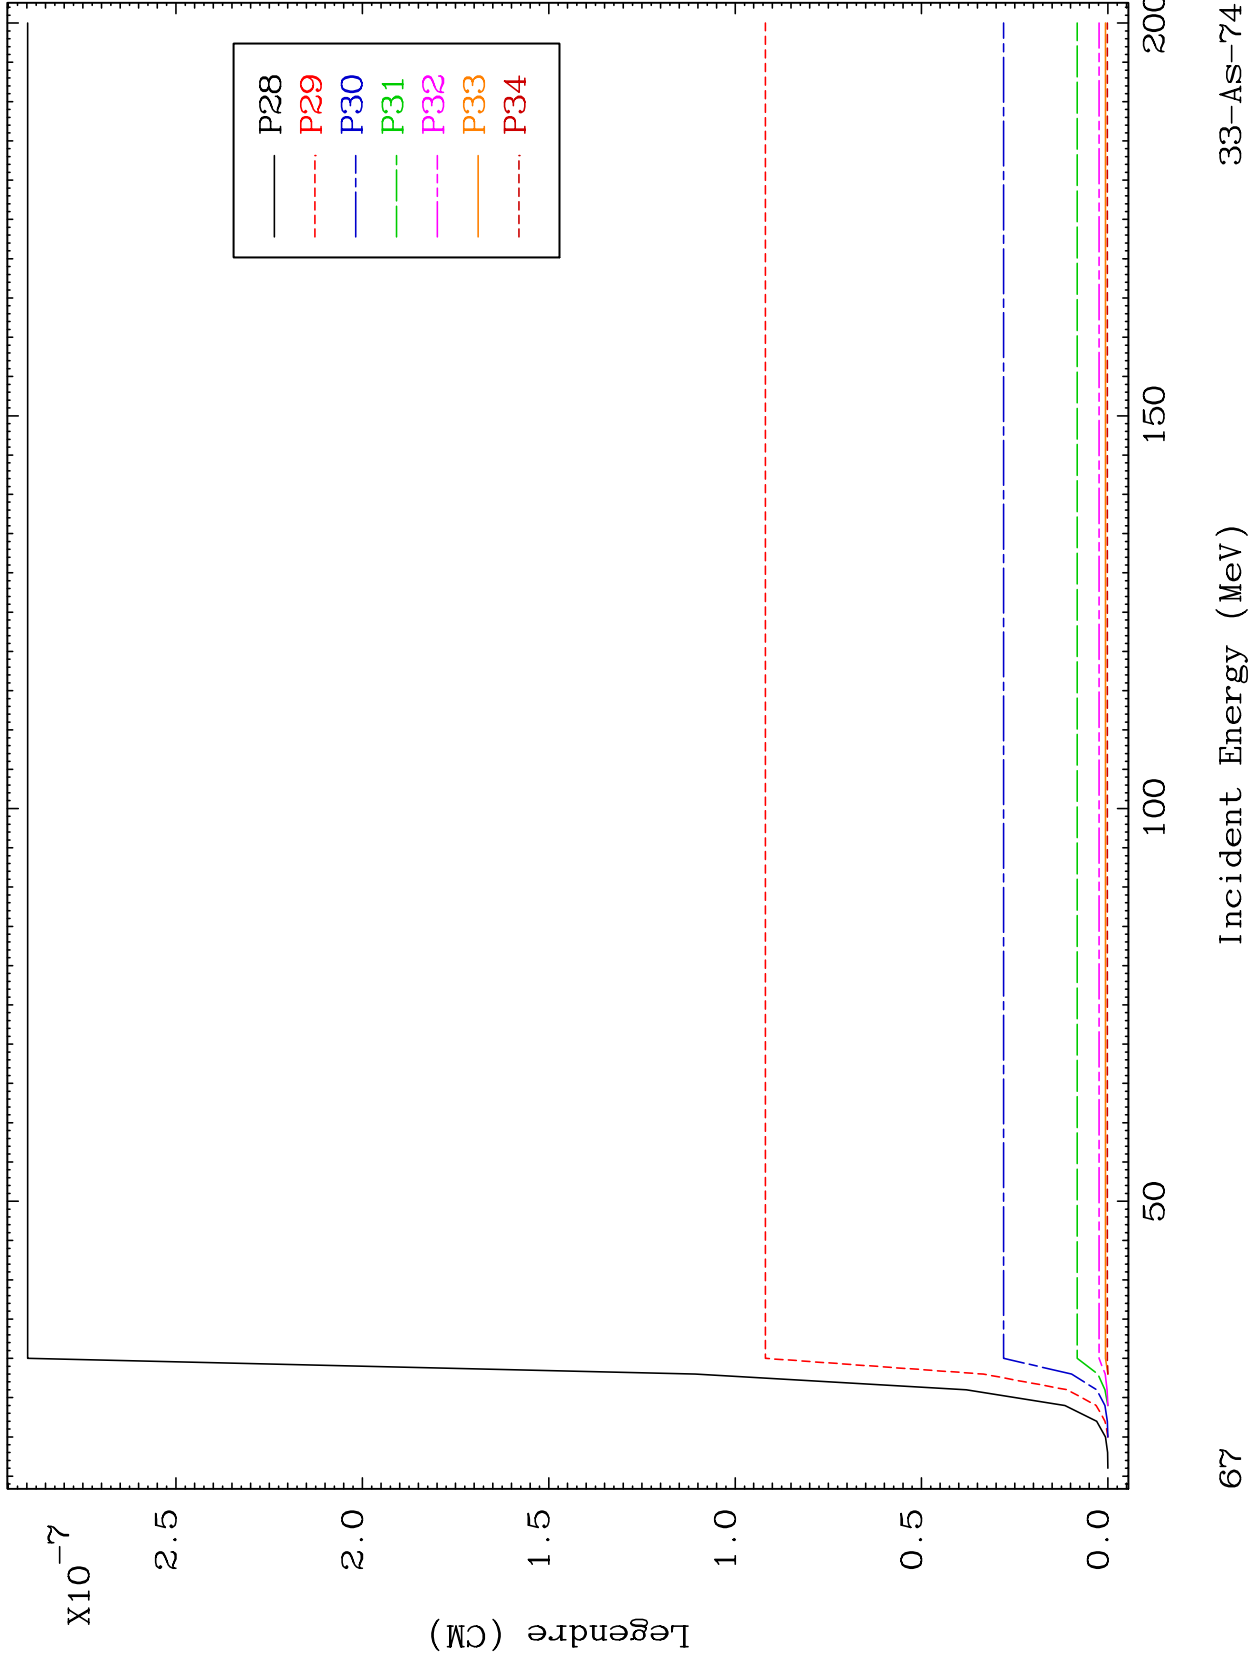 X10-7
2.5
2.0
1.5
1.0
0.5
0.0
Legendre (CM)
P28
P29
P30
P31
P32
P33
P34
50
100
150
200
Incident Energy (MeV)
67
33-As-74